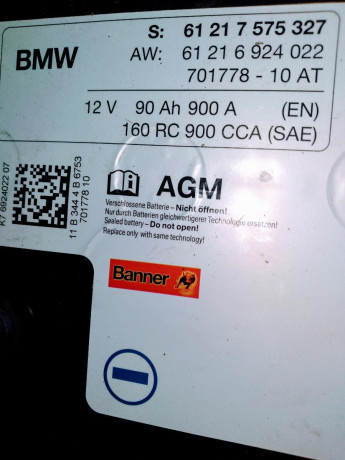 BMW
S: 61 21 7 575 327
AW: 61 21 6 924 022
701778 - 10 AT
12 V 90 Ah 900 A (EN)
160 RC 900 CCA (SAE)
K7 6924022 07
11 B 344 4 B 6753
701778 10
AGM
Verschlossene Batterie – Nicht öffnen!
Nur durch Batterien gleichwertigerer Technologie ersetzen!
Sealed battery – Do not open!
Replace only with same technology!
Banner